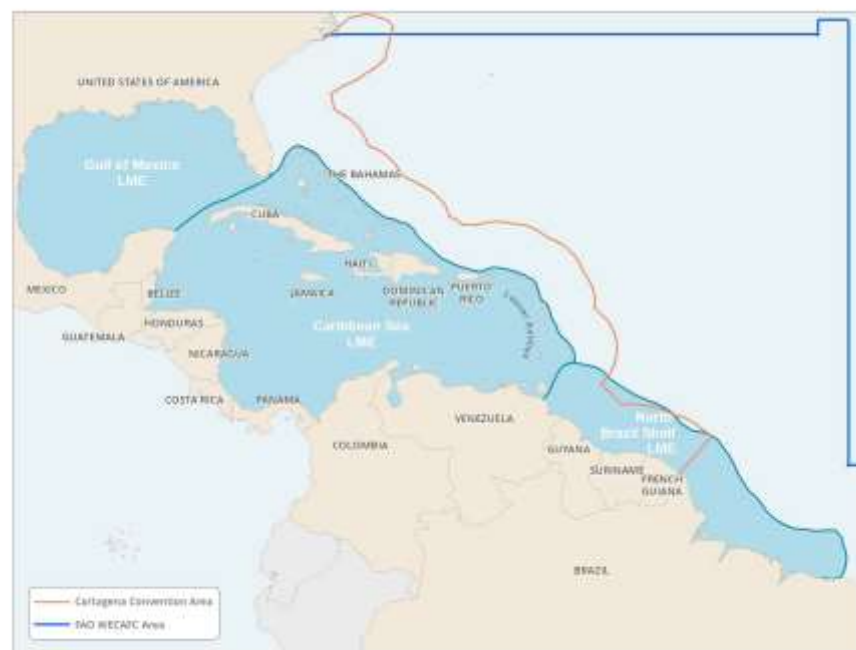 UNITED STATES OF AMERICA
Gulf of Mexico
LME
THE BAHAMAS
CUBA
MEXICO
BELIZE
JAMAICA
HAITI
DOMINICAN
REPUBLIC
PUERTO
RICO
HONDURAS
GUATEMALA
Caribbean Sea
LME
NICARAGUA
COSTA RICA
PANAMA
VENEZUELA
COLOMBIA
North
Brazil Shelf
LME
GUYANA
SURINAME
FRENCH
GUIANA
BRAZIL
Cartagena Convention Area
FAO WECAFC Area